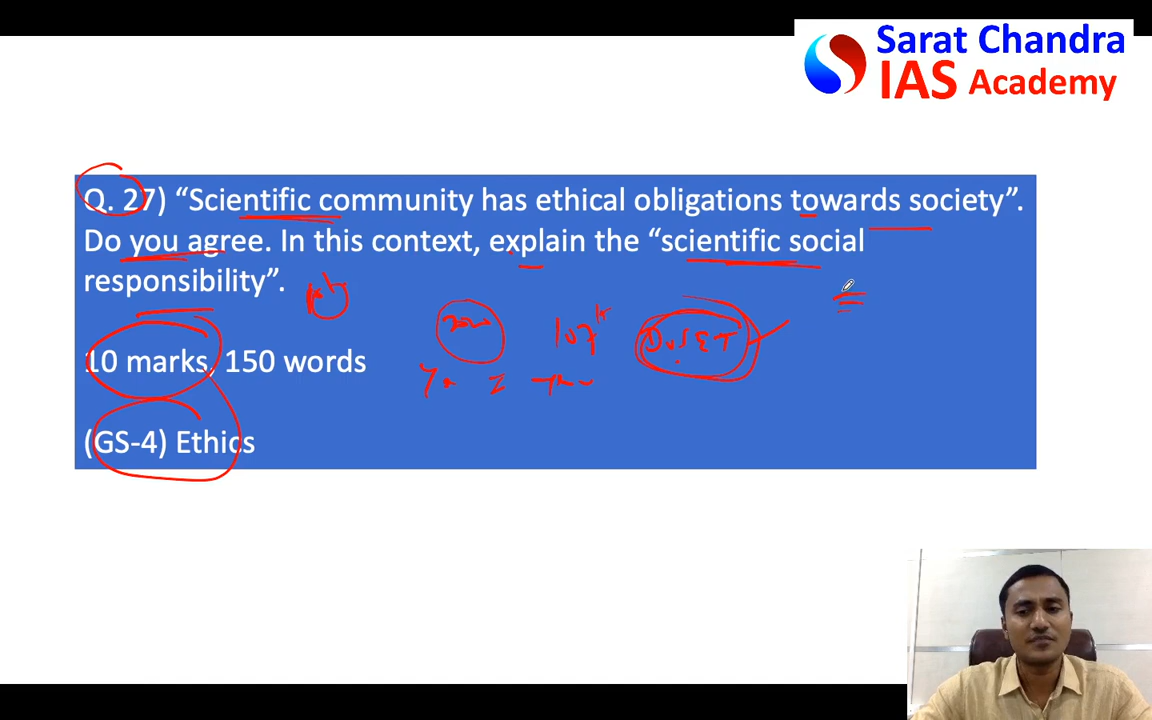 Sarat Chandra
IAS Academy
Q. 27) “Scientific community has ethical obligations towards society”.
Do you agree. In this context, explain the “scientific social
responsibility”.
107th
10 marks, 150 words
(GS-4) Ethics